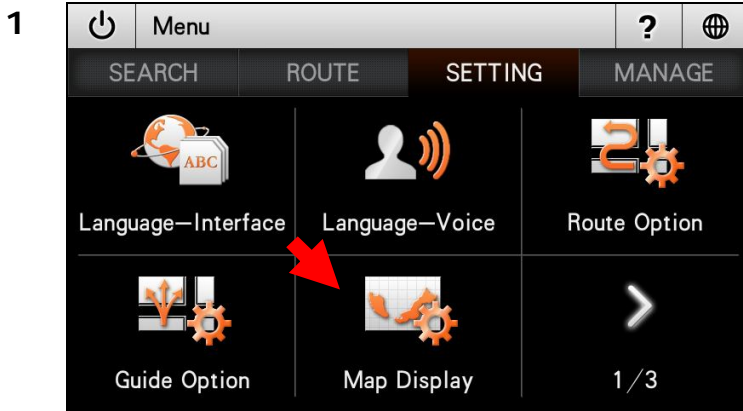 1
Menu ?
SEARCH ROUTE SETTING MANAGE
ABC
Language—Interface Language—Voice Route Option
Guide Option Map Display 1/3